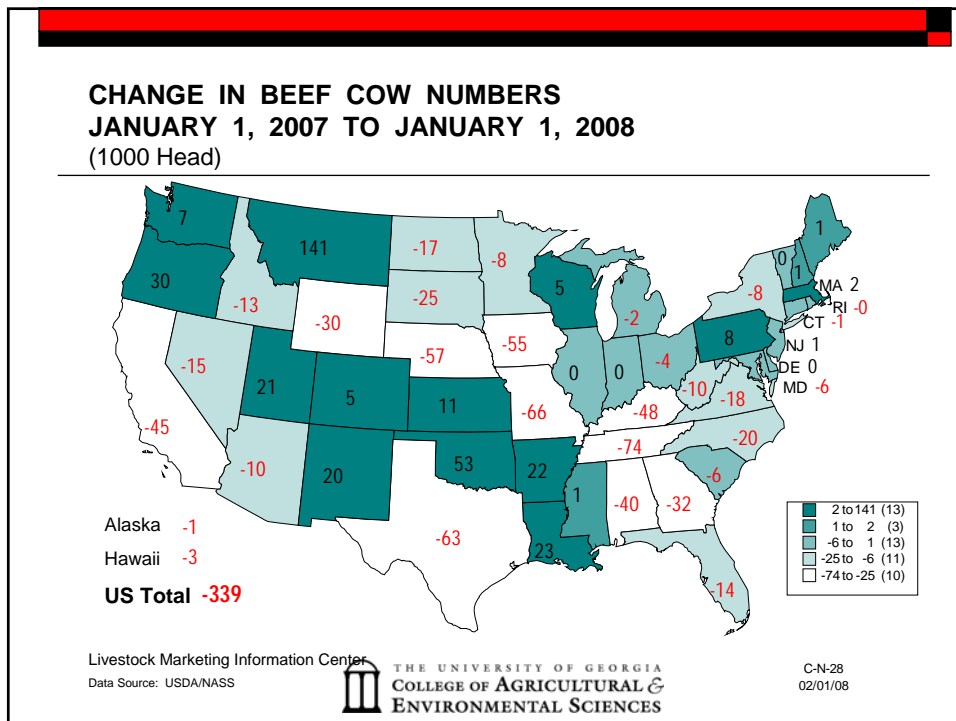 CHANGE IN BEEF COW NUMBERS
JANUARY 1, 2007 TO JANUARY 1, 2008
(1000 Head)
7
141
-17
-8
1
0
1
30
-13
-25
5
-2
-8
MA 2
RI -0
CT -1
-30
-57
-55
-4
8
NJ 1
DE 0
MD -6
-15
21
5
11
0
0
-10
-18
-45
-66
-48
-20
-10
20
53
22
-74
-6
1
-40
-32
-63
23
-14
Alaska -1
Hawaii -3
US Total -339
2 to 141 (13)
1 to 2 (3)
-6 to 1 (13)
-25 to -6 (11)
-74 to -25 (10)
Livestock Marketing Information Center
Data Source: USDA/NASS
THE UNIVERSITY OF GEORGIA
COLLEGE OF AGRICULTURAL &
ENVIRONMENTAL SCIENCES
C-N-28
02/01/08